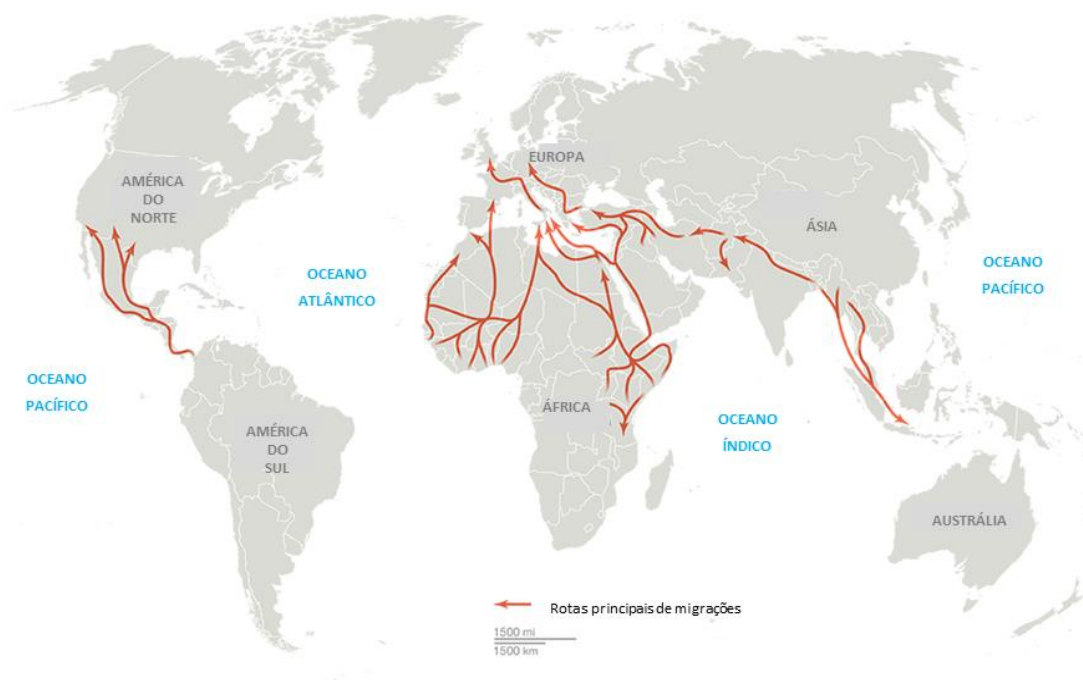 EUROPA
AMÉRICA
DO
NORTE
ÁSIA
OCEANO
ATLÂNTICO
OCEANO
PACÍFICO
OCEANO
PACÍFICO
ÁFRICA
OCEANO
ÍNDICO
AMÉRICA
DO
SUL
AUSTRÁLIA
Rotas principais de migrações
1500 mi
1500 km